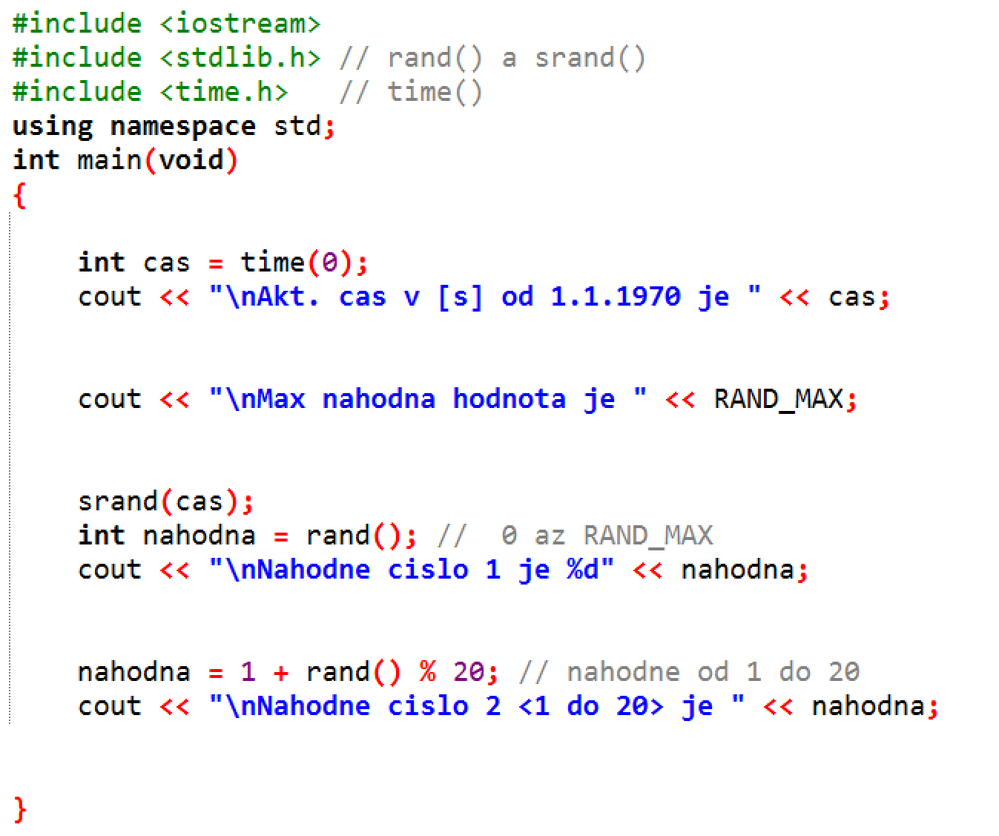 #include <iostream>
#include <stdlib.h> // rand() a srand()
#include <time.h>   // time()
using namespace std;
int main(void)
{
    int cas = time(0);
    cout << "\nAkt. cas v [s] od 1.1.1970 je " << cas;
    cout << "\nMax nahodna hodnota je " << RAND_MAX;
    srand(cas);
    int nahodna = rand(); //  0 az RAND_MAX
    cout << "\nNahodne cislo 1 je %d" << nahodna;
    nahodna = 1 + rand() % 20; // nahodne od 1 do 20
    cout << "\nNahodne cislo 2 <1 do 20> je " << nahodna;
}